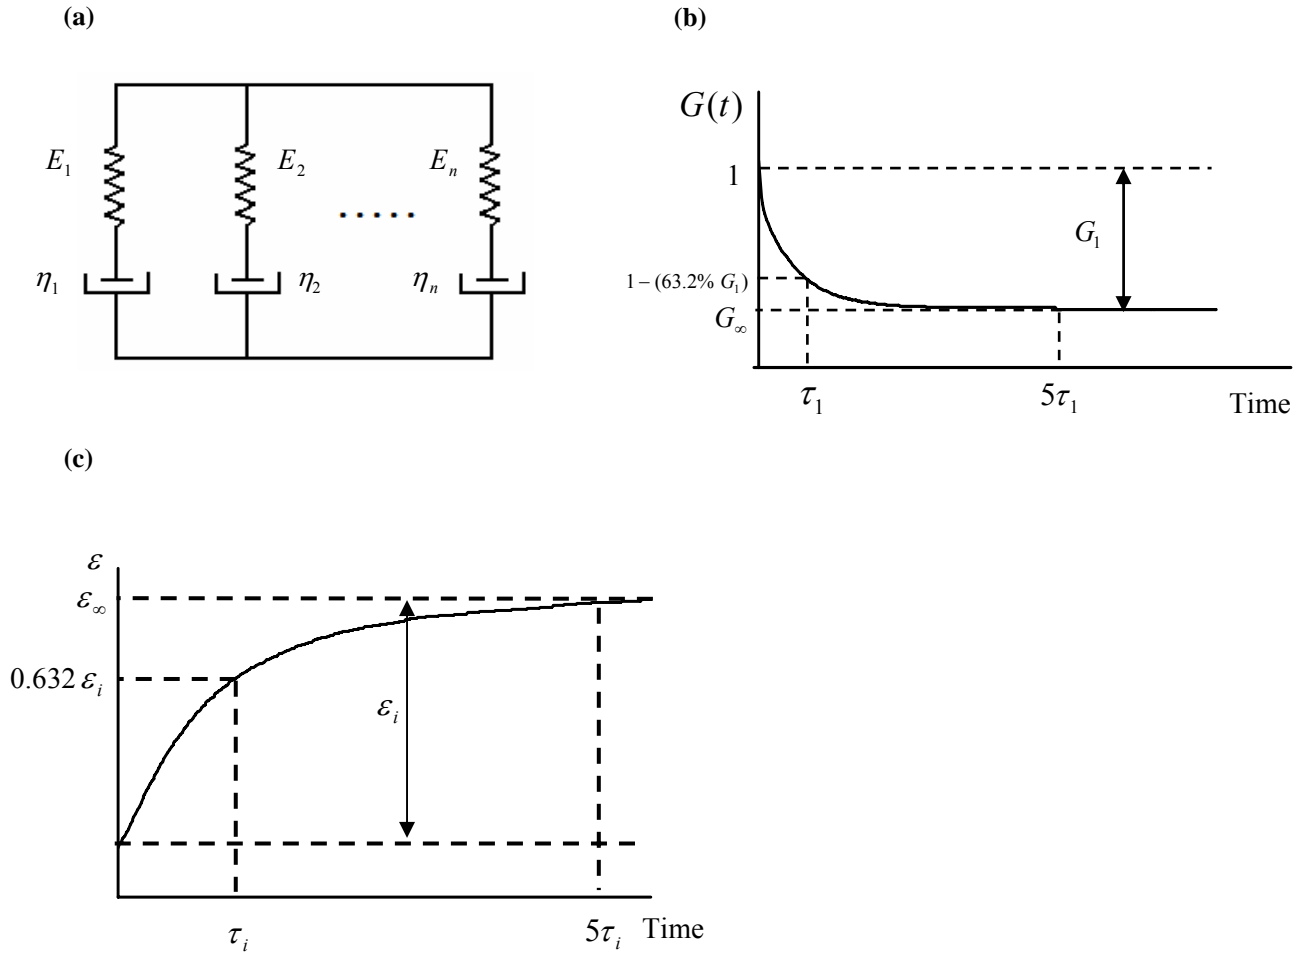 (a)
(b)
E₁
E₂
Eₙ
.....
η₁
η₂
ηₙ
G(t)
1
G₁
1 – (63.2% G₁)
G∞
τ₁
5τ₁
Time
(c)
ε
ε∞
0.632 εᵢ
εᵢ
τᵢ
5τᵢ
Time